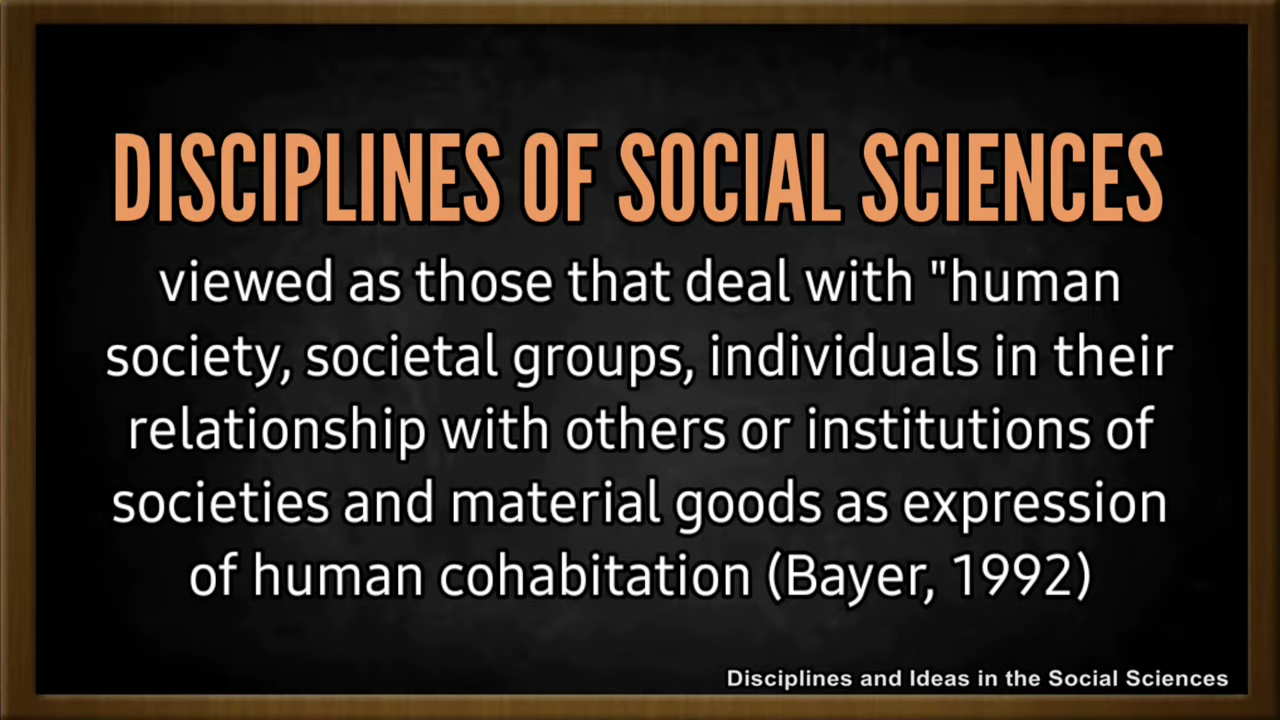 DISCIPLINES OF SOCIAL SCIENCES
viewed as those that deal with "human
society, societal groups, individuals in their
relationship with others or institutions of
societies and material goods as expression
of human cohabitation (Bayer, 1992)
Disciplines and Ideas in the Social Sciences